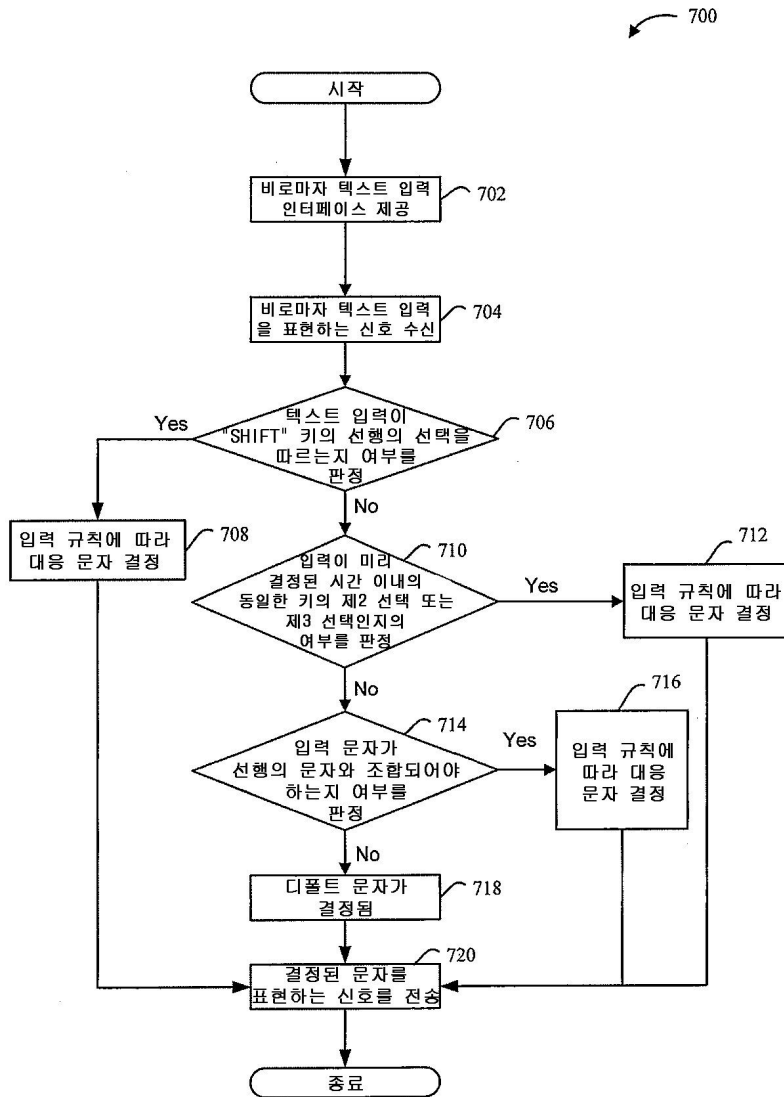 700
시작
비로마자 텍스트 입력
인터페이스 제공
702
비로마자 텍스트 입력
을 표현하는 신호 수신
704
텍스트 입력이
"SHIFT" 키의 선행의 선택을
따르는지 여부를
판정
706
Yes
No
입력 규칙에 따라
대응 문자 결정
708
입력이 미리
결정된 시간 이내의
동일한 키의 제2 선택 또는
제3 선택인지의
여부를 판정
710
Yes
No
입력 규칙에 따라
대응 문자 결정
712
입력 문자가
선행의 문자와 조합되어야
하는지 여부를
판정
714
Yes
No
입력 규칙에
따라 대응
문자 결정
716
디폴트 문자가
결정됨
718
결정된 문자를
표현하는 신호를 전송
720
종료